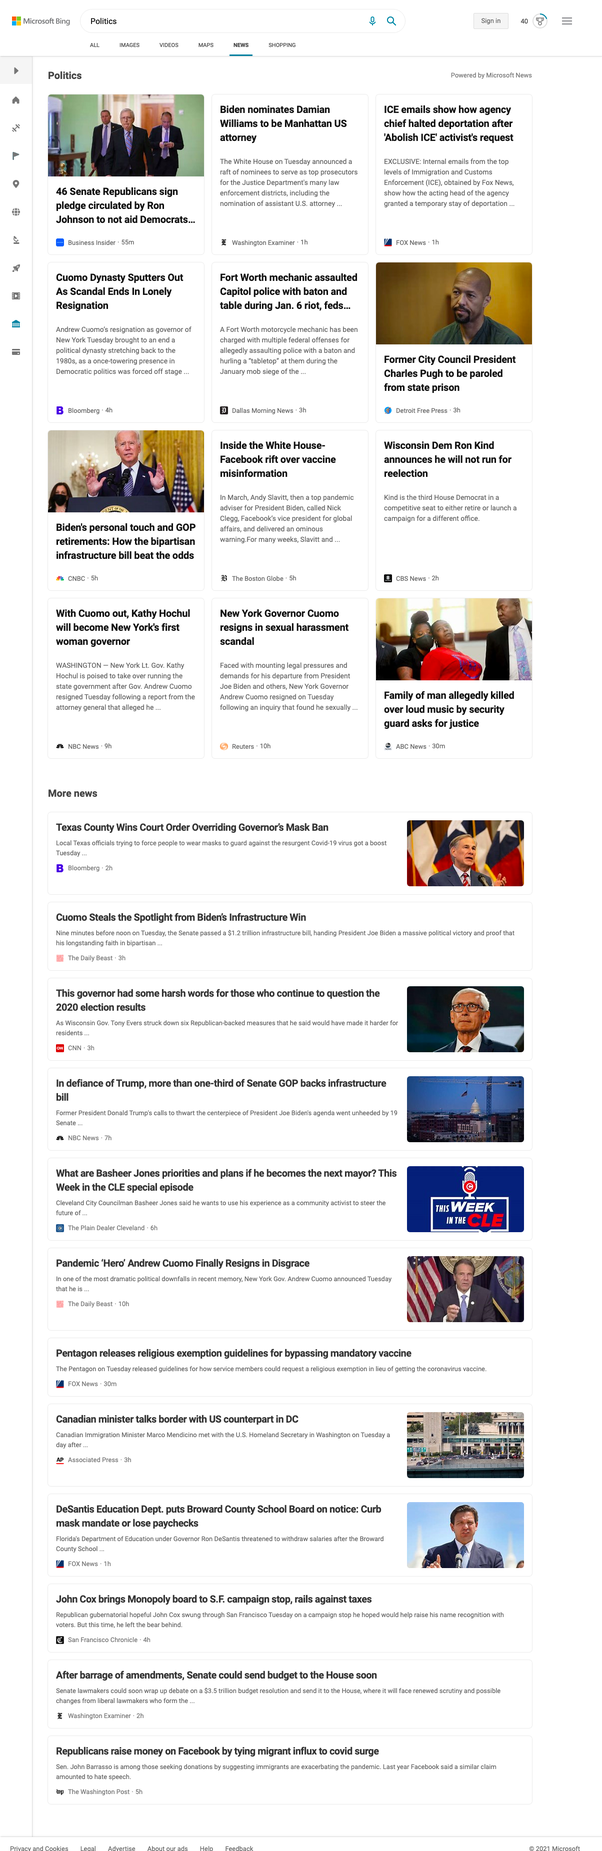 Microsoft Bing
Politics
Sign in
40
ALL
IMAGES
VIDEOS
MAPS
NEWS
SHOPPING
Politics
Powered by Microsoft News
46 Senate Republicans sign
pledge circulated by Ron
Johnson to not aid Democrats...
Business Insider · 55m
Biden nominates Damian
Williams to be Manhattan US
attorney
The White House on Tuesday announced a
raft of nominees to serve as top prosecutors
for the Justice Department's many law
enforcement districts, including the
nomination of assistant U.S. attorney ...
Washington Examiner · 1h
ICE emails show how agency
chief halted deportation after
'Abolish ICE' activist's request
EXCLUSIVE: Internal emails from the top
levels of Immigration and Customs
Enforcement (ICE), obtained by Fox News,
show how the acting head of the agency
granted a temporary stay of deportation ...
FOX News · 1h
Cuomo Dynasty Sputters Out
As Scandal Ends In Lonely
Resignation
Andrew Cuomo's resignation as governor of
New York Tuesday brought to an end a
political dynasty stretching back to the
1980s, as a once-towering presence in
Democratic politics was forced off stage ...
Bloomberg · 4h
Fort Worth mechanic assaulted
Capitol police with baton and
table during Jan. 6 riot, feds...
A Fort Worth motorcycle mechanic has been
charged with multiple federal offenses for
allegedly assaulting police with a baton and
hurling a "tabletop" at them during the
January mob siege of the ...
Dallas Morning News · 3h
Former City Council President
Charles Pugh to be paroled
from state prison
Detroit Free Press · 3h
Biden's personal touch and GOP
retirements: How the bipartisan
infrastructure bill beat the odds
CNBC · 5h
Inside the White House-
Facebook rift over vaccine
misinformation
In March, Andy Slavitt, then a top pandemic
adviser for President Biden, called Nick
Clegg, Facebook's vice president for global
affairs, and delivered an ominous
warning.For many weeks, Slavitt and ...
The Boston Globe · 5h
Wisconsin Dem Ron Kind
announces he will not run for
reelection
Kind is the third House Democrat in a
competitive seat to either retire or launch a
campaign for a different office.
CBS News · 2h
With Cuomo out, Kathy Hochul
will become New York's first
woman governor
WASHINGTON — New York Lt. Gov. Kathy
Hochul is poised to take over running the
state government after Gov. Andrew Cuomo
resigned Tuesday following a report from the
attorney general that alleged he ...
NBC News · 9h
New York Governor Cuomo
resigns in sexual harassment
scandal
Faced with mounting legal pressures and
demands for his departure from President
Joe Biden and others, New York Governor
Andrew Cuomo resigned on Tuesday
following an inquiry that found he sexually ...
Reuters · 10h
Family of man allegedly killed
over loud music by security
guard asks for justice
ABC News · 30m
More news
Texas County Wins Court Order Overriding Governor's Mask Ban
Local Texas officials trying to force people to wear masks to guard against the resurgent Covid-19 virus got a boost
Tuesday ...
Bloomberg · 2h
Cuomo Steals the Spotlight from Biden's Infrastructure Win
Nine minutes before noon on Tuesday, the Senate passed a $1.2 trillion infrastructure bill, handing President Joe Biden a massive political victory and proof that
his longstanding faith in bipartisan ...
The Daily Beast · 3h
This governor had some harsh words for those who continue to question the
2020 election results
As Wisconsin Gov. Tony Evers struck down six Republican-backed measures that he said would have made it harder for
residents ...
CNN
CNN · 3h
In defiance of Trump, more than one-third of Senate GOP backs infrastructure
bill
Former President Donald Trump's calls to thwart the centerpiece of President Joe Biden's agenda went unheeded by 19
Senate ...
NBC News · 7h
What are Basheer Jones priorities and plans if he becomes the next mayor? This
Week in the CLE special episode
Cleveland City Councilman Basheer Jones said he wants to use his experience as a community activist to steer the
future of ...
The Plain Dealer Cleveland · 6h
THIS WEEK
IN THE CLE
Pandemic 'Hero' Andrew Cuomo Finally Resigns in Disgrace
In one of the most dramatic political downfalls in recent memory, New York Gov. Andrew Cuomo announced Tuesday
that he is ...
The Daily Beast · 10h
Pentagon releases religious exemption guidelines for bypassing mandatory vaccine
The Pentagon on Tuesday released guidelines for how service members could request a religious exemption in lieu of getting the coronavirus vaccine.
FOX News · 30m
Canadian minister talks border with US counterpart in DC
Canadian Immigration Minister Marco Mendicino met with the U.S. Homeland Secretary in Washington on Tuesday a
day after ...
AP
Associated Press · 3h
DeSantis Education Dept. puts Broward County School Board on notice: Curb
mask mandate or lose paychecks
Florida's Department of Education under Governor Ron DeSantis threatened to withdraw salaries after the Broward
County School ...
FOX News · 1h
John Cox brings Monopoly board to S.F. campaign stop, rails against taxes
Republican gubernatorial hopeful John Cox swung through San Francisco Tuesday on a campaign stop he hoped would help raise his name recognition with
voters. But this time, he left the bear behind.
San Francisco Chronicle · 4h
After barrage of amendments, Senate could send budget to the House soon
Senate lawmakers could soon wrap up debate on a $3.5 trillion budget resolution and send it to the House, where it will face renewed scrutiny and possible
changes from liberal lawmakers who form the ...
Washington Examiner · 2h
Republicans raise money on Facebook by tying migrant influx to covid surge
Sen. John Barrasso is among those seeking donations by suggesting immigrants are exacerbating the pandemic. Last year Facebook said a similar claim
amounted to hate speech.
The Washington Post · 5h
Privacy and Cookies
Legal
Advertise
About our ads
Help
Feedback
© 2021 Microsoft